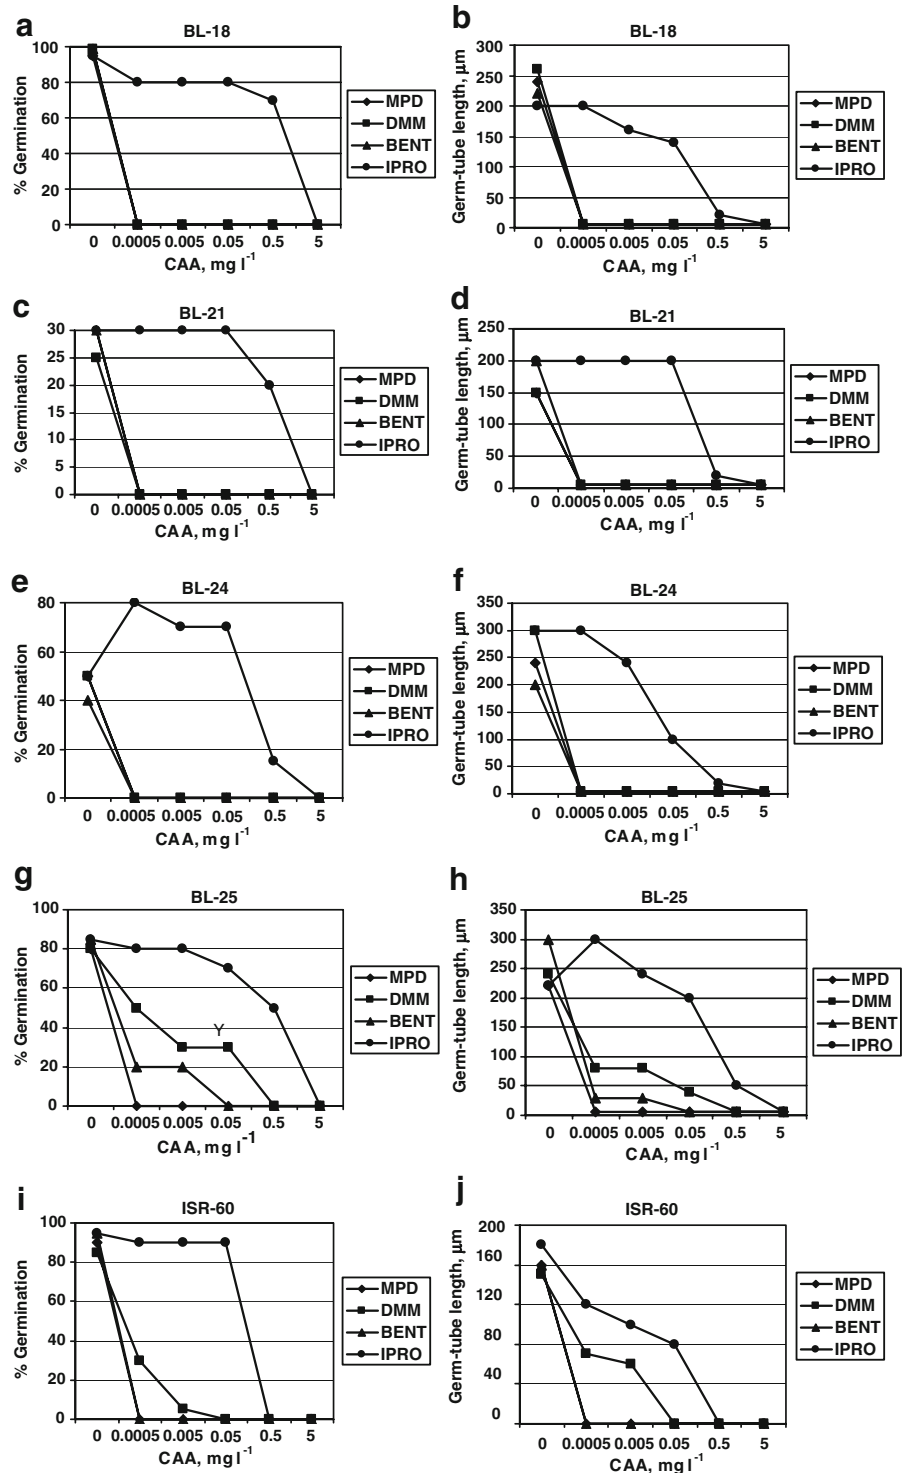 a
BL-18
100
80
60
40
20
0
% Germination
0 0.0005 0.005 0.05 0.5 5
CAA, mg l-1
MPD
DMM
BENT
IPRO
b
BL-18
300
250
200
150
100
50
0
Germ-tube length, µm
0 0.0005 0.005 0.05 0.5 5
CAA, mg l-1
MPD
DMM
BENT
IPRO
c
BL-21
30
25
20
15
10
5
0
% Germination
0 0.0005 0.005 0.05 0.5 5
CAA, mg l-1
MPD
DMM
BENT
IPRO
d
BL-21
250
200
150
100
50
0
Germ-tube length, µm
0 0.0005 0.005 0.05 0.5 5
CAA, mg l-1
MPD
DMM
BENT
IPRO
e
BL-24
80
60
40
20
0
% Germination
0 0.0005 0.005 0.05 0.5 5
CAA, mg l-1
MPD
DMM
BENT
IPRO
f
BL-24
350
300
250
200
150
100
50
0
Germ-tube length, µm
0 0.0005 0.005 0.05 0.5 5
CAA, mg l-1
MPD
DMM
BENT
IPRO
g
BL-25
100
80
60
40
20
0
% Germination
Y
0 0.0005 0.005 0.05 0.5 5
CAA, mg l-1
MPD
DMM
BENT
IPRO
h
BL-25
350
300
250
200
150
100
50
0
Germ-tube length, µm
0 0.0005 0.005 0.05 0.5 5
CAA, mg l-1
MPD
DMM
BENT
IPRO
i
ISR-60
100
80
60
40
20
0
% Germination
0 0.0005 0.005 0.05 0.5 5
CAA, mg l-1
MPD
DMM
BENT
IPRO
j
ISR-60
200
160
120
80
40
0
Germ-tube length, µm
0 0.0005 0.005 0.05 0.5 5
CAA, mg l-1
MPD
DMM
BENT
IPRO